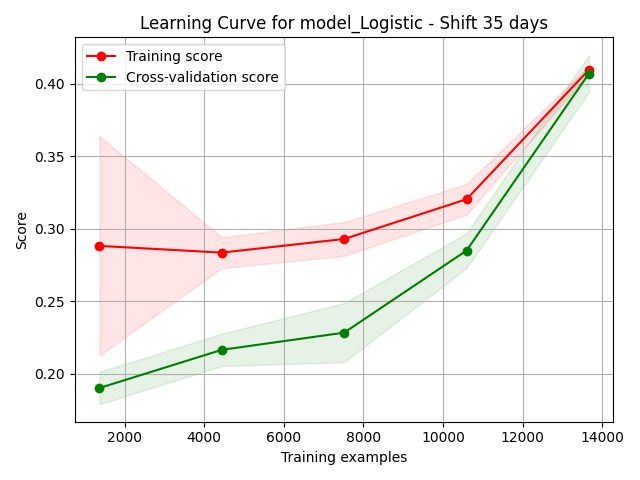 Learning Curve for model_Logistic - Shift 35 days
Training score
Cross-validation score
0.40
0.35
0.30
0.25
0.20
Score
2000 4000 6000 8000 10000 12000 14000
Training examples